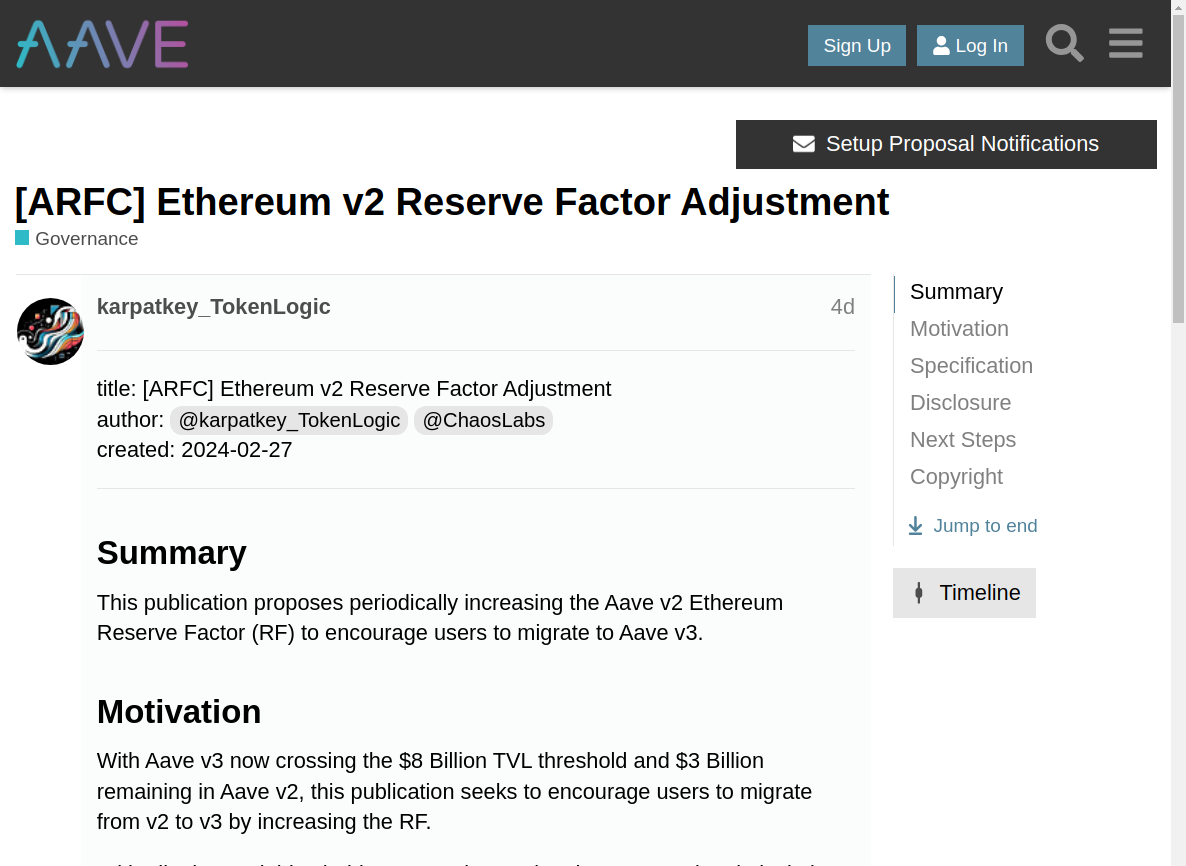 AAVE
Sign Up
Log In
Setup Proposal Notifications
[ARFC] Ethereum v2 Reserve Factor Adjustment
Governance
karpatkey_TokenLogic 4d
title: [ARFC] Ethereum v2 Reserve Factor Adjustment
author: @karpatkey_TokenLogic @ChaosLabs
created: 2024-02-27
Summary
This publication proposes periodically increasing the Aave v2 Ethereum
Reserve Factor (RF) to encourage users to migrate to Aave v3.
Motivation
With Aave v3 now crossing the $8 Billion TVL threshold and $3 Billion
remaining in Aave v2, this publication seeks to encourage users to migrate
from v2 to v3 by increasing the RF.
Summary
Motivation
Specification
Disclosure
Next Steps
Copyright
Jump to end
Timeline